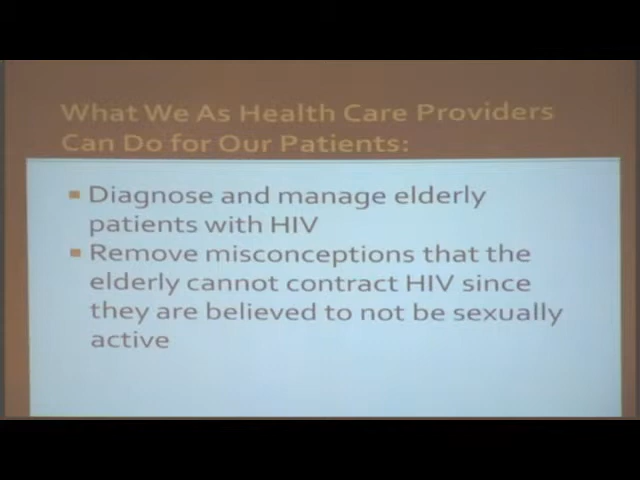 What We As Health Care Providers
Can Do for Our Patients:
Diagnose and manage elderly
patients with HIV
Remove misconceptions that the
elderly cannot contract HIV since
they are believed to not be sexually
active